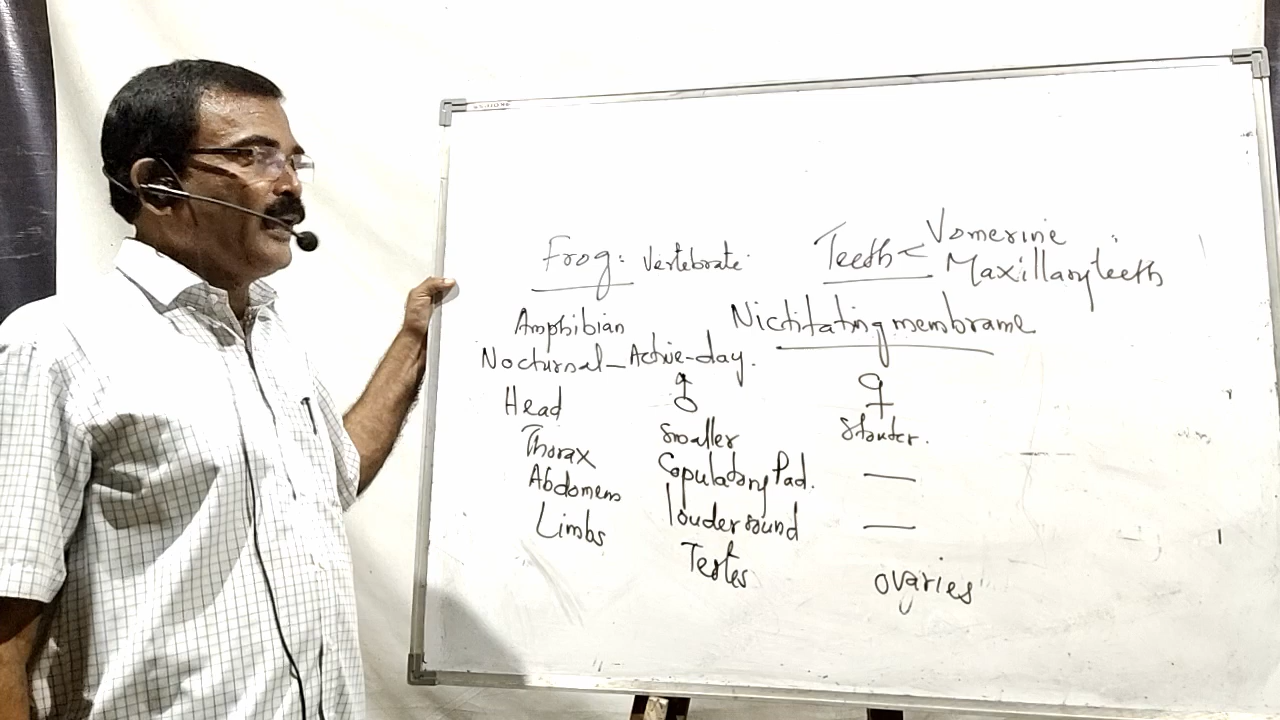 Frog: Vertebrate
Teeth < Vomerine
Maxillary teeth
Amphibian
Nictitating membrane
Nocturnal - Active - day.
♂ ♀
Head Smaller Stouter.
Thorax Copulatory Pad. —
Abdomen
Limbs louder sound —
Testes ovaries